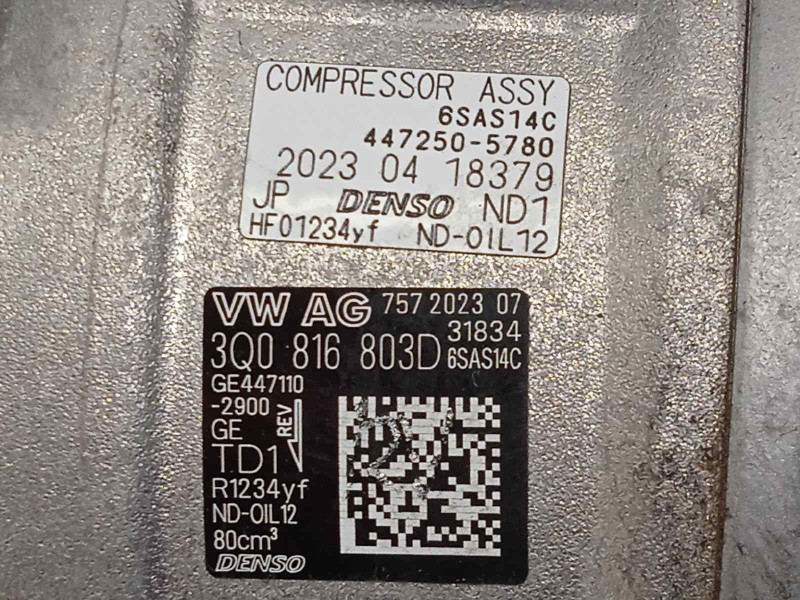 COMPRESSOR ASSY
6SAS14C
447250-5780
2023 04 18379
JP DENSO ND1
HFO1234yf ND-OIL12
VW AG 757 2023 07
31834
3Q0 816 803D 6SAS14C
GE447110
-2900
REV
GE
TD1
R1234yf
ND-OIL12
80cm³
DENSO